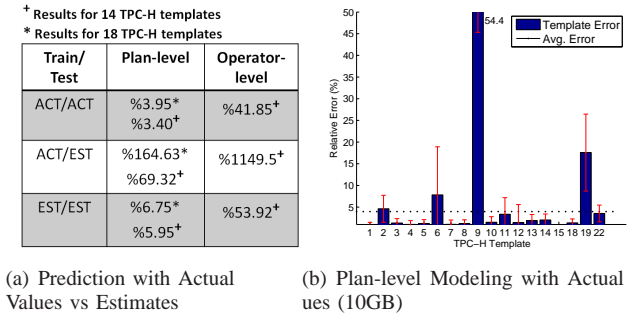 + Results for 14 TPC-H templates
* Results for 18 TPC-H templates
Train/ Test Plan-level Operator-level
ACT/ACT %3.95* %41.85+
%3.40+
ACT/EST %164.63* %1149.5+
%69.32+
EST/EST %6.75* %53.92+
%5.95+
(a) Prediction with Actual
Values vs Estimates
50
45
40
35
30
25
20
15
10
5
Relative Error (%)
54.4
Template Error
Avg. Error
1 2 3 4 5 6 7 8 9 10 11 12 13 14 15 18 19 22
TPC-H Template
(b) Plan-level Modeling with Actual
ues (10GB)